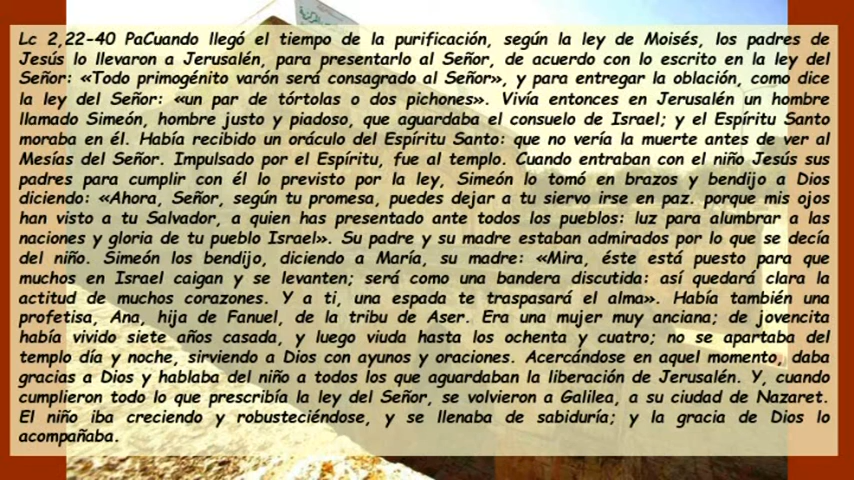 Lc 2,22-40 PaCuando llegó el tiempo de la purificación, según la ley de Moisés, los padres de
Jesús lo llevaron a Jerusalén, para presentarlo al Señor, de acuerdo con lo escrito en la ley del
Señor: «Todo primogénito varón será consagrado al Señor», y para entregar la oblación, como dice
la ley del Señor: «un par de tórtolas o dos pichones». Vivía entonces en Jerusalén un hombre
llamado Simeón, hombre justo y piadoso, que aguardaba el consuelo de Israel; y el Espíritu Santo
moraba en él. Había recibido un oráculo del Espíritu Santo: que no vería la muerte antes de ver al
Mesías del Señor. Impulsado por el Espíritu, fue al templo. Cuando entraban con el niño Jesús sus
padres para cumplir con él lo previsto por la ley, Simeón lo tomó en brazos y bendijo a Dios
diciendo: «Ahora, Señor, según tu promesa, puedes dejar a tu siervo irse en paz. porque mis ojos
han visto a tu Salvador, a quien has presentado ante todos los pueblos: luz para alumbrar a las
naciones y gloria de tu pueblo Israel». Su padre y su madre estaban admirados por lo que se decía
del niño. Simeón los bendijo, diciendo a María, su madre: «Mira, éste está puesto para que
muchos en Israel caigan y se levanten; será como una bandera discutida: así quedará clara la
actitud de muchos corazones. Y a ti, una espada te traspasará el alma». Había también una
profetisa, Ana, hija de Fanuel, de la tribu de Aser. Era una mujer muy anciana; de jovencita
había vivido siete años casada, y luego viuda hasta los ochenta y cuatro; no se apartaba del
templo día y noche, sirviendo a Dios con ayunos y oraciones. Acercándose en aquel momento, daba
gracias a Dios y hablaba del niño a todos los que aguardaban la liberación de Jerusalén. Y, cuando
cumplieron todo lo que prescribía la ley del Señor, se volvieron a Galilea, a su ciudad de Nazaret.
El niño iba creciendo y robusteciéndose, y se llenaba de sabiduría; y la gracia de Dios lo
acompañaba.